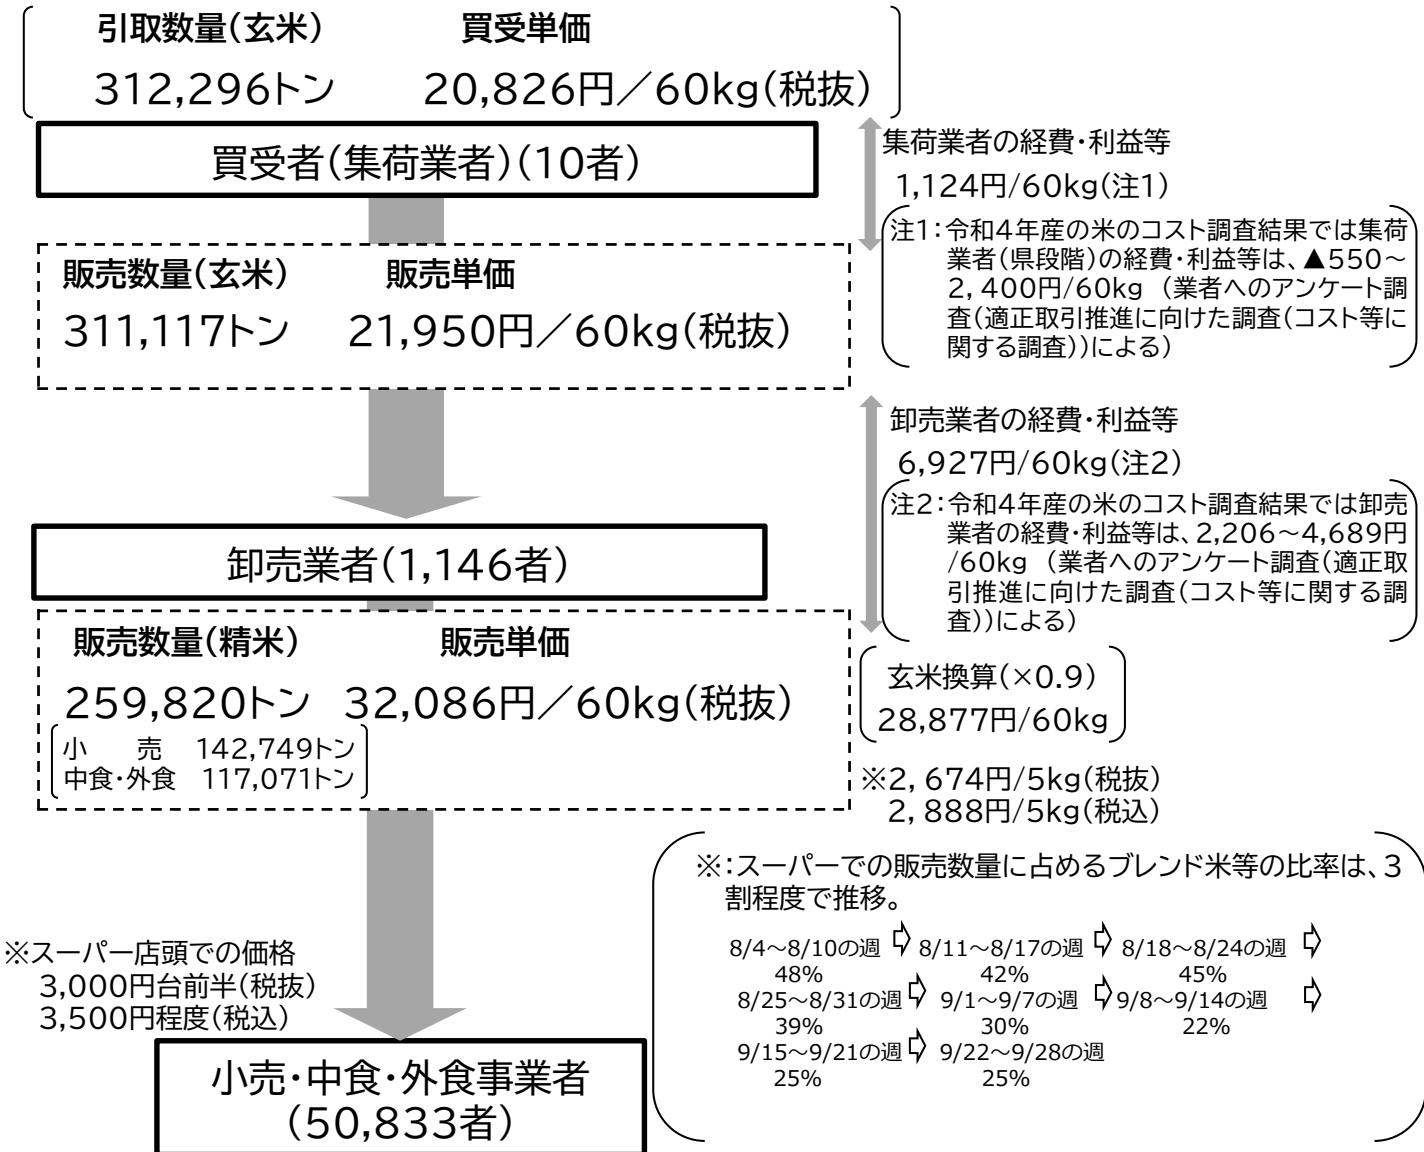 引取数量(玄米) 買受単価
312,296トン 20,826円／60kg(税抜)
買受者(集荷業者)(10者)
集荷業者の経費・利益等
1,124円/60kg(注1)
注1：令和4年産の米のコスト調査結果では集荷
業者(県段階)の経費・利益等は、▲550～
2,400円/60kg （業者へのアンケート調
査(適正取引推進に向けた調査(コスト等に
関する調査))による）
販売数量(玄米) 販売単価
311,117トン 21,950円／60kg(税抜)
卸売業者の経費・利益等
6,927円/60kg(注2)
注2：令和4年産の米のコスト調査結果では卸売
業者の経費・利益等は、2,206～4,689円
/60kg （業者へのアンケート調査(適正取
引推進に向けた調査(コスト等に関する調
査))による）
卸売業者(1,146者)
販売数量(精米) 販売単価
259,820トン 32,086円／60kg(税抜)
小 売 142,749トン
中食・外食 117,071トン
玄米換算(×0.9)
28,877円/60kg
※2,674円/5kg(税抜)
2,888円/5kg(税込)
※：スーパーでの販売数量に占めるブレンド米等の比率は、3
割程度で推移。
8/4～8/10の週 ⇨ 8/11～8/17の週 ⇨ 8/18～8/24の週 ⇨
48% 42% 45%
8/25～8/31の週 ⇨ 9/1～9/7の週 ⇨ 9/8～9/14の週 ⇨
39% 30% 22%
9/15～9/21の週 ⇨ 9/22～9/28の週
25% 25%
※スーパー店頭での価格
3,000円台前半(税抜)
3,500円程度(税込)
小売・中食・外食事業者
(50,833者)